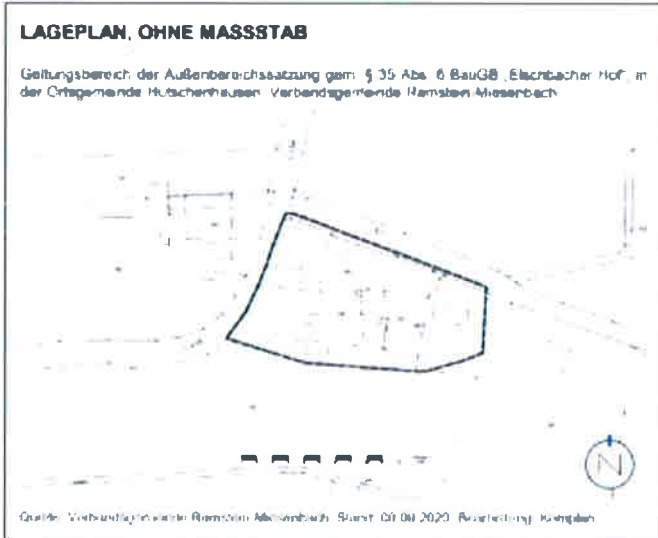 LAGEPLAN, OHNE MASSSTAB
Geltungsbereich der Außenbereichssatzung gem. § 35 Abs. 6 BauGB „Elschbacher Hof“, in
der Ortsgemeinde Hütschenhausen, Verbandsgemeinde Ramstein-Miesenbach
N
Quelle: Verbandsgemeinde Ramstein-Miesenbach, Stand: 2020, Bearbeitung: